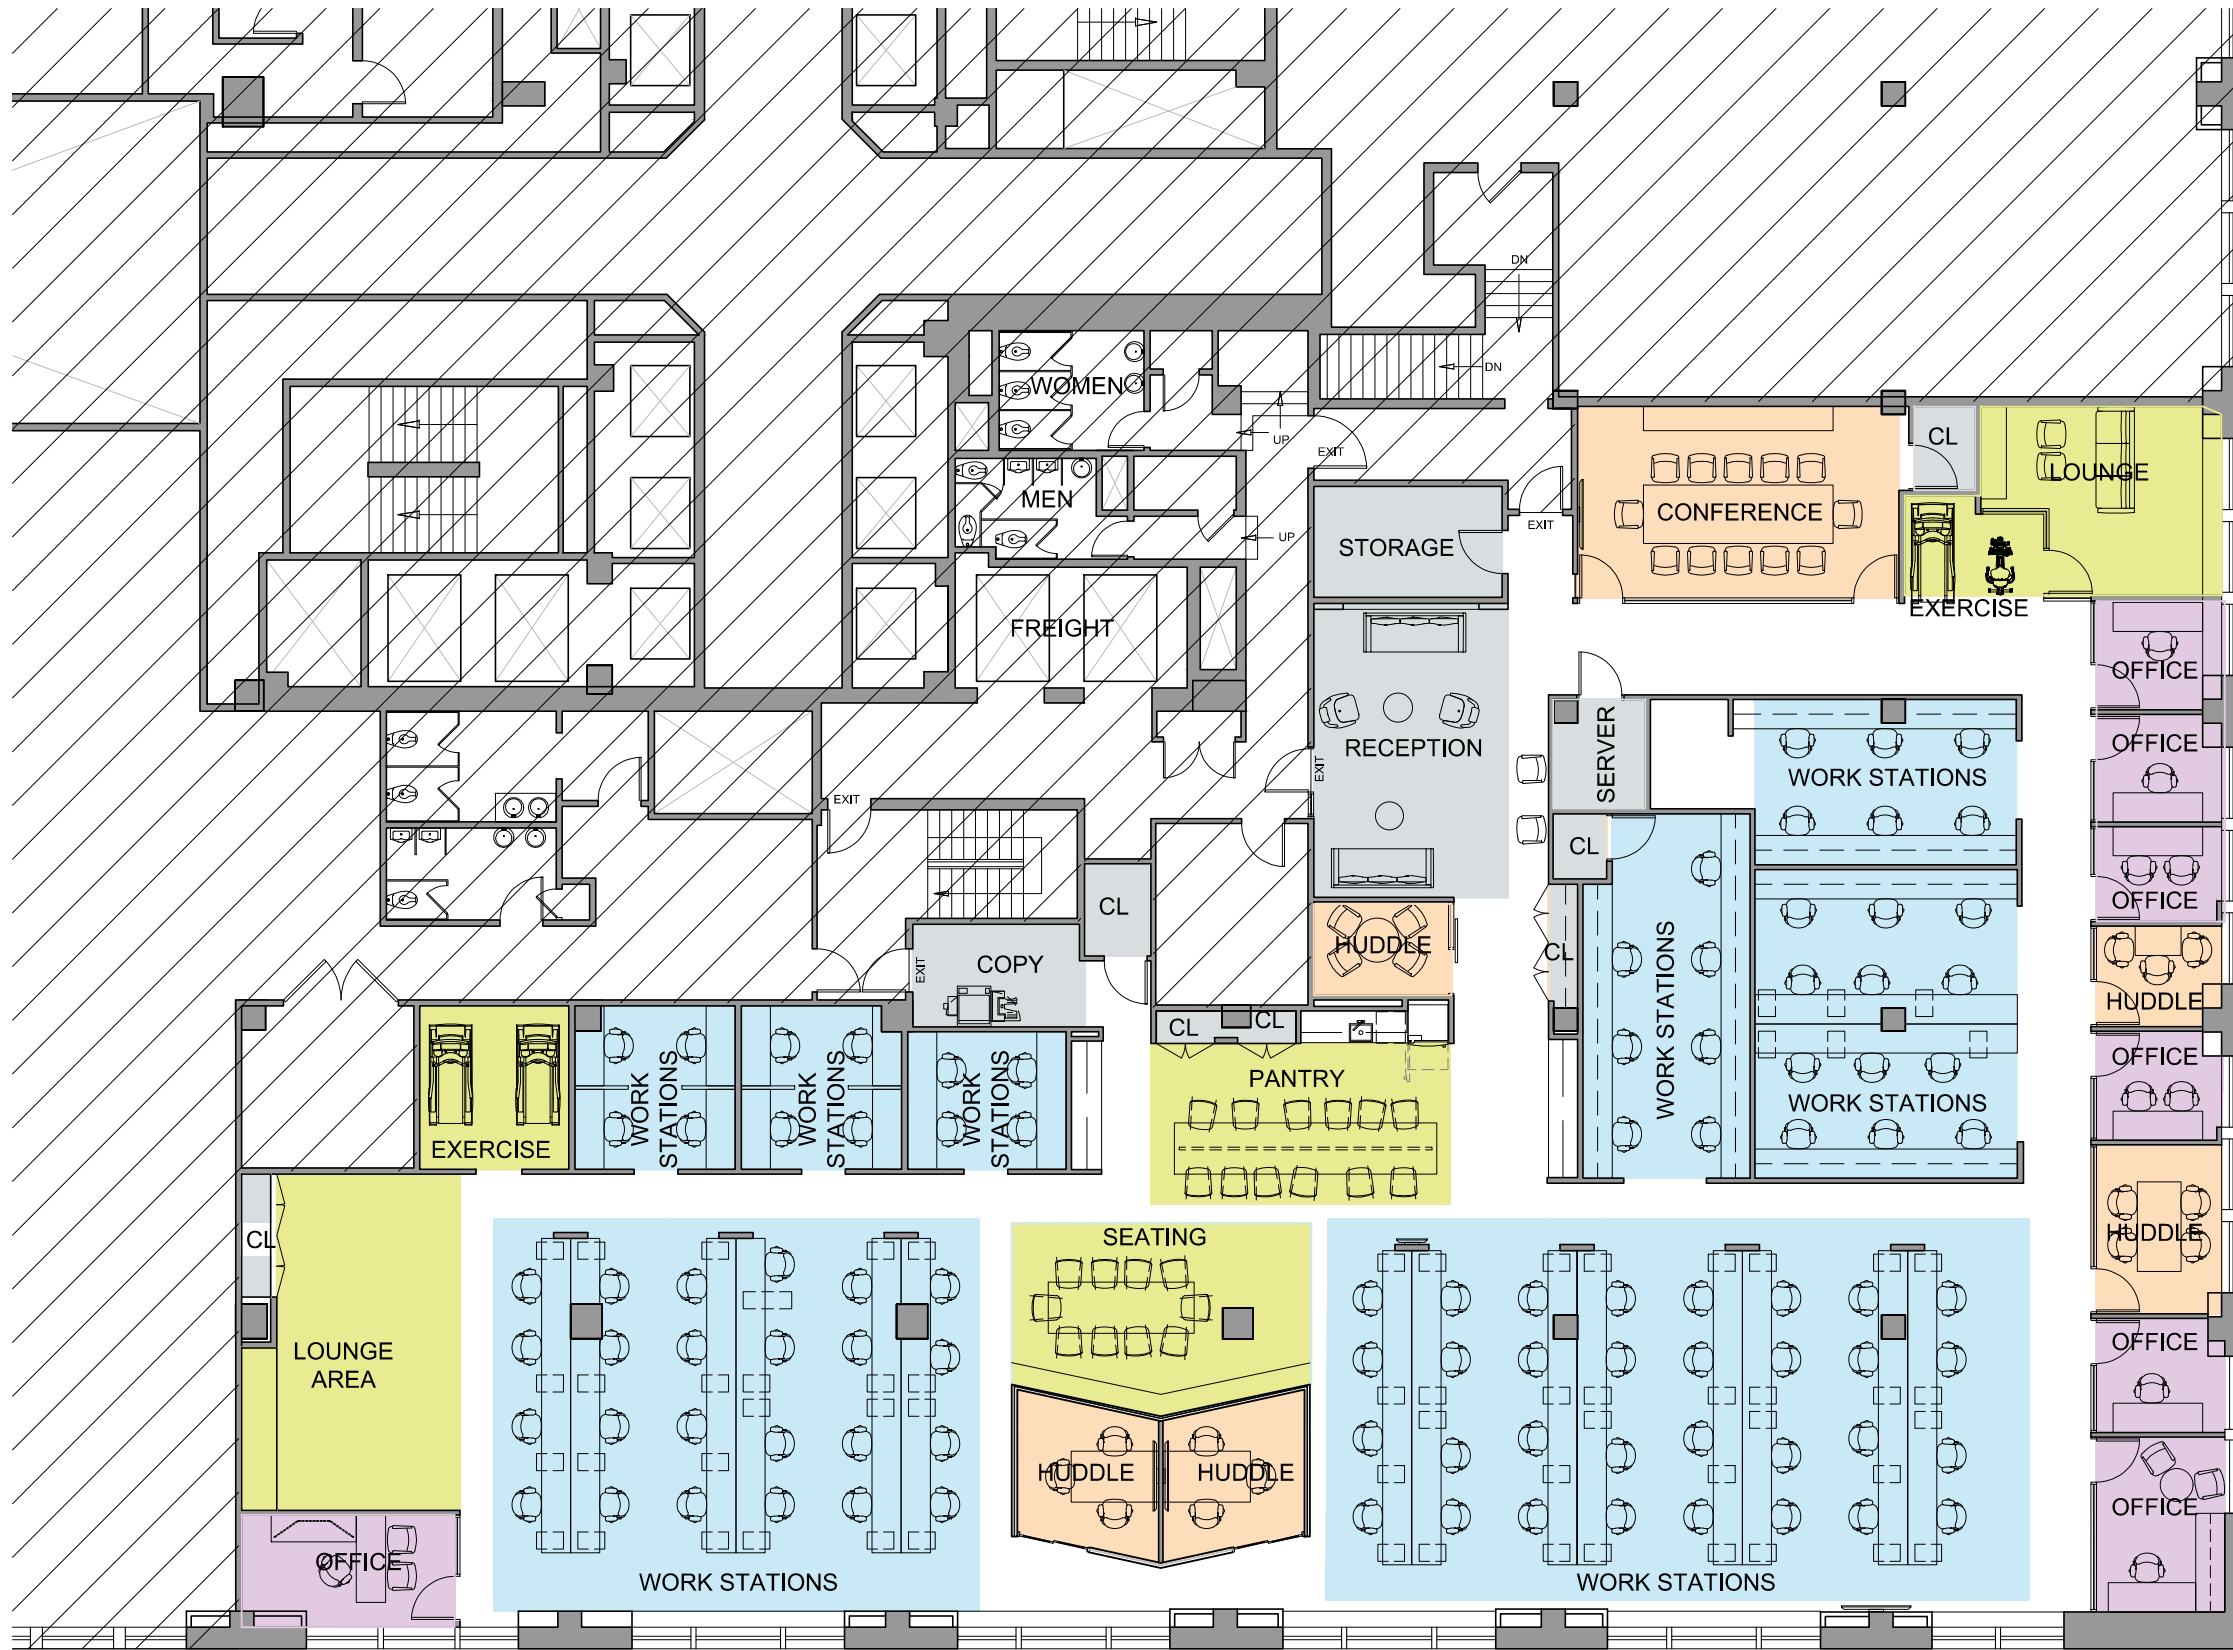 DN
DN
WOMEN
UP
EXIT
CL
LOUNGE
MEN
CONFERENCE
EXIT
UP
STORAGE
EXERCISE
FREIGHT
OFFICE
SERVER
RECEPTION
OFFICE
EXIT
WORK STATIONS
EXIT
CL
OFFICE
CL
HUDDLE
CL
COPY
EXIT
WORK STATIONS
HUDDLE
CL
CL
OFFICE
PANTRY
WORK STATIONS
WORK
STATIONS
WORK
STATIONS
WORK
STATIONS
EXERCISE
CL
SEATING
HUDDLE
LOUNGE
AREA
OFFICE
HUDDLE
HUDDLE
OFFICE
OFFICE
WORK STATIONS
WORK STATIONS